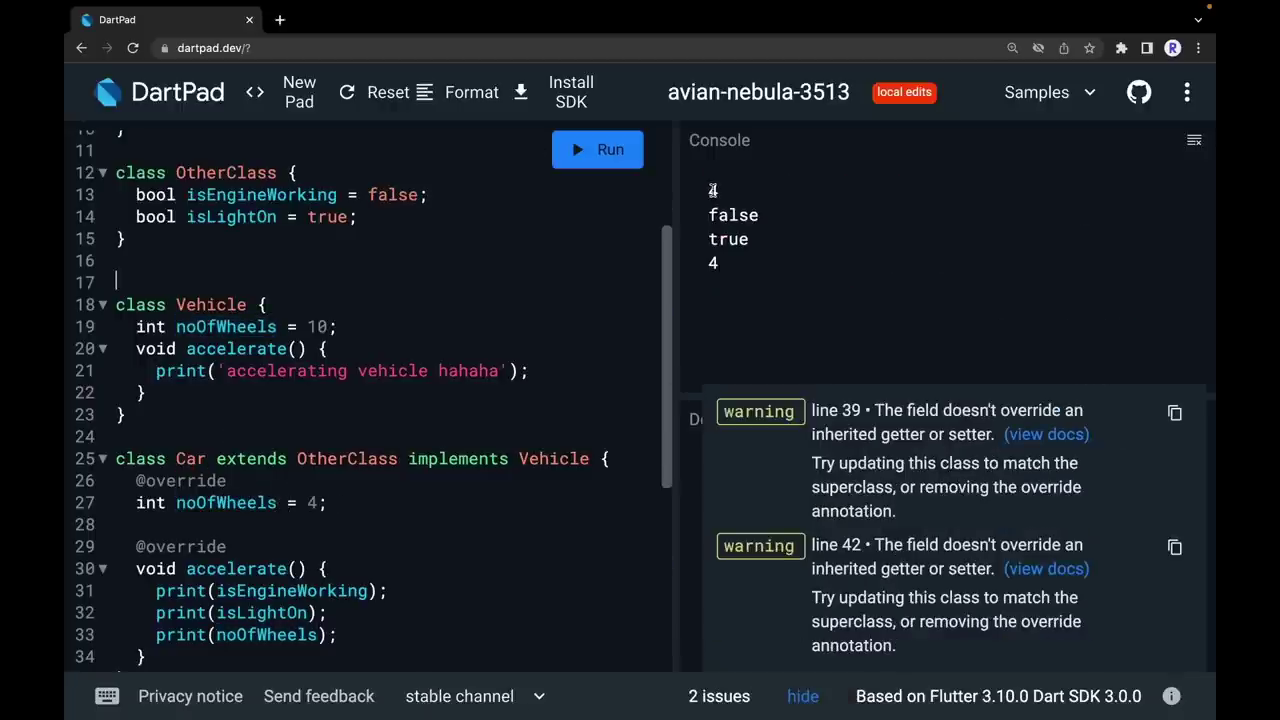 DartPad
dartpad.dev/?
DartPad
<> New Pad
Reset
Format
Install SDK
avian-nebula-3513
local edits
Samples
11
12 class OtherClass {
13 bool isEngineWorking = false;
14 bool isLightOn = true;
15 }
16
17
18 class Vehicle {
19 int noOfWheels = 10;
20 void accelerate() {
21 print('accelerating vehicle hahaha');
22 }
23 }
24
25 class Car extends OtherClass implements Vehicle {
26 @override
27 int noOfWheels = 4;
28
29 @override
30 void accelerate() {
31 print(isEngineWorking);
32 print(isLightOn);
33 print(noOfWheels);
34 }
Run
Console
4
false
true
4
warning line 39 • The field doesn't override an
inherited getter or setter. (view docs)
Try updating this class to match the
superclass, or removing the override
annotation.
warning line 42 • The field doesn't override an
inherited getter or setter. (view docs)
Try updating this class to match the
superclass, or removing the override
annotation.
Privacy notice
Send feedback
stable channel
2 issues
hide
Based on Flutter 3.10.0 Dart SDK 3.0.0